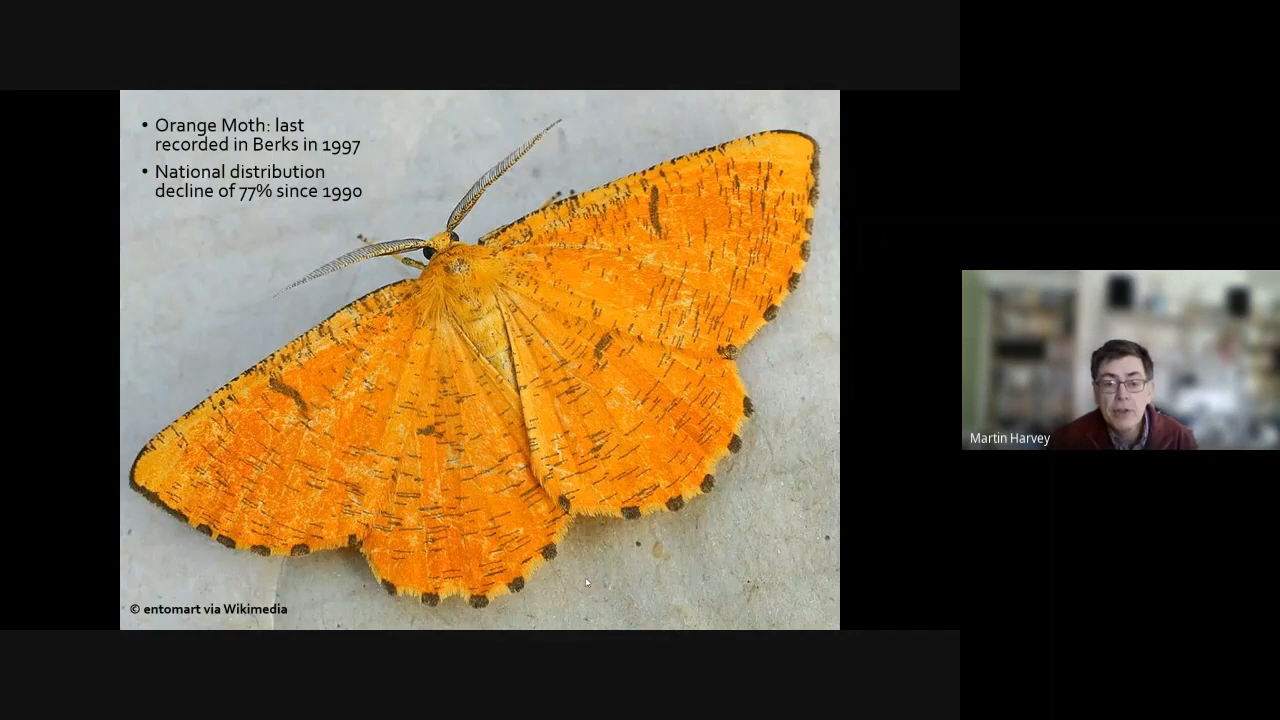 • Orange Moth: last
recorded in Berks in 1997
• National distribution
decline of 77% since 1990
© entomart via Wikimedia
Martin Harvey